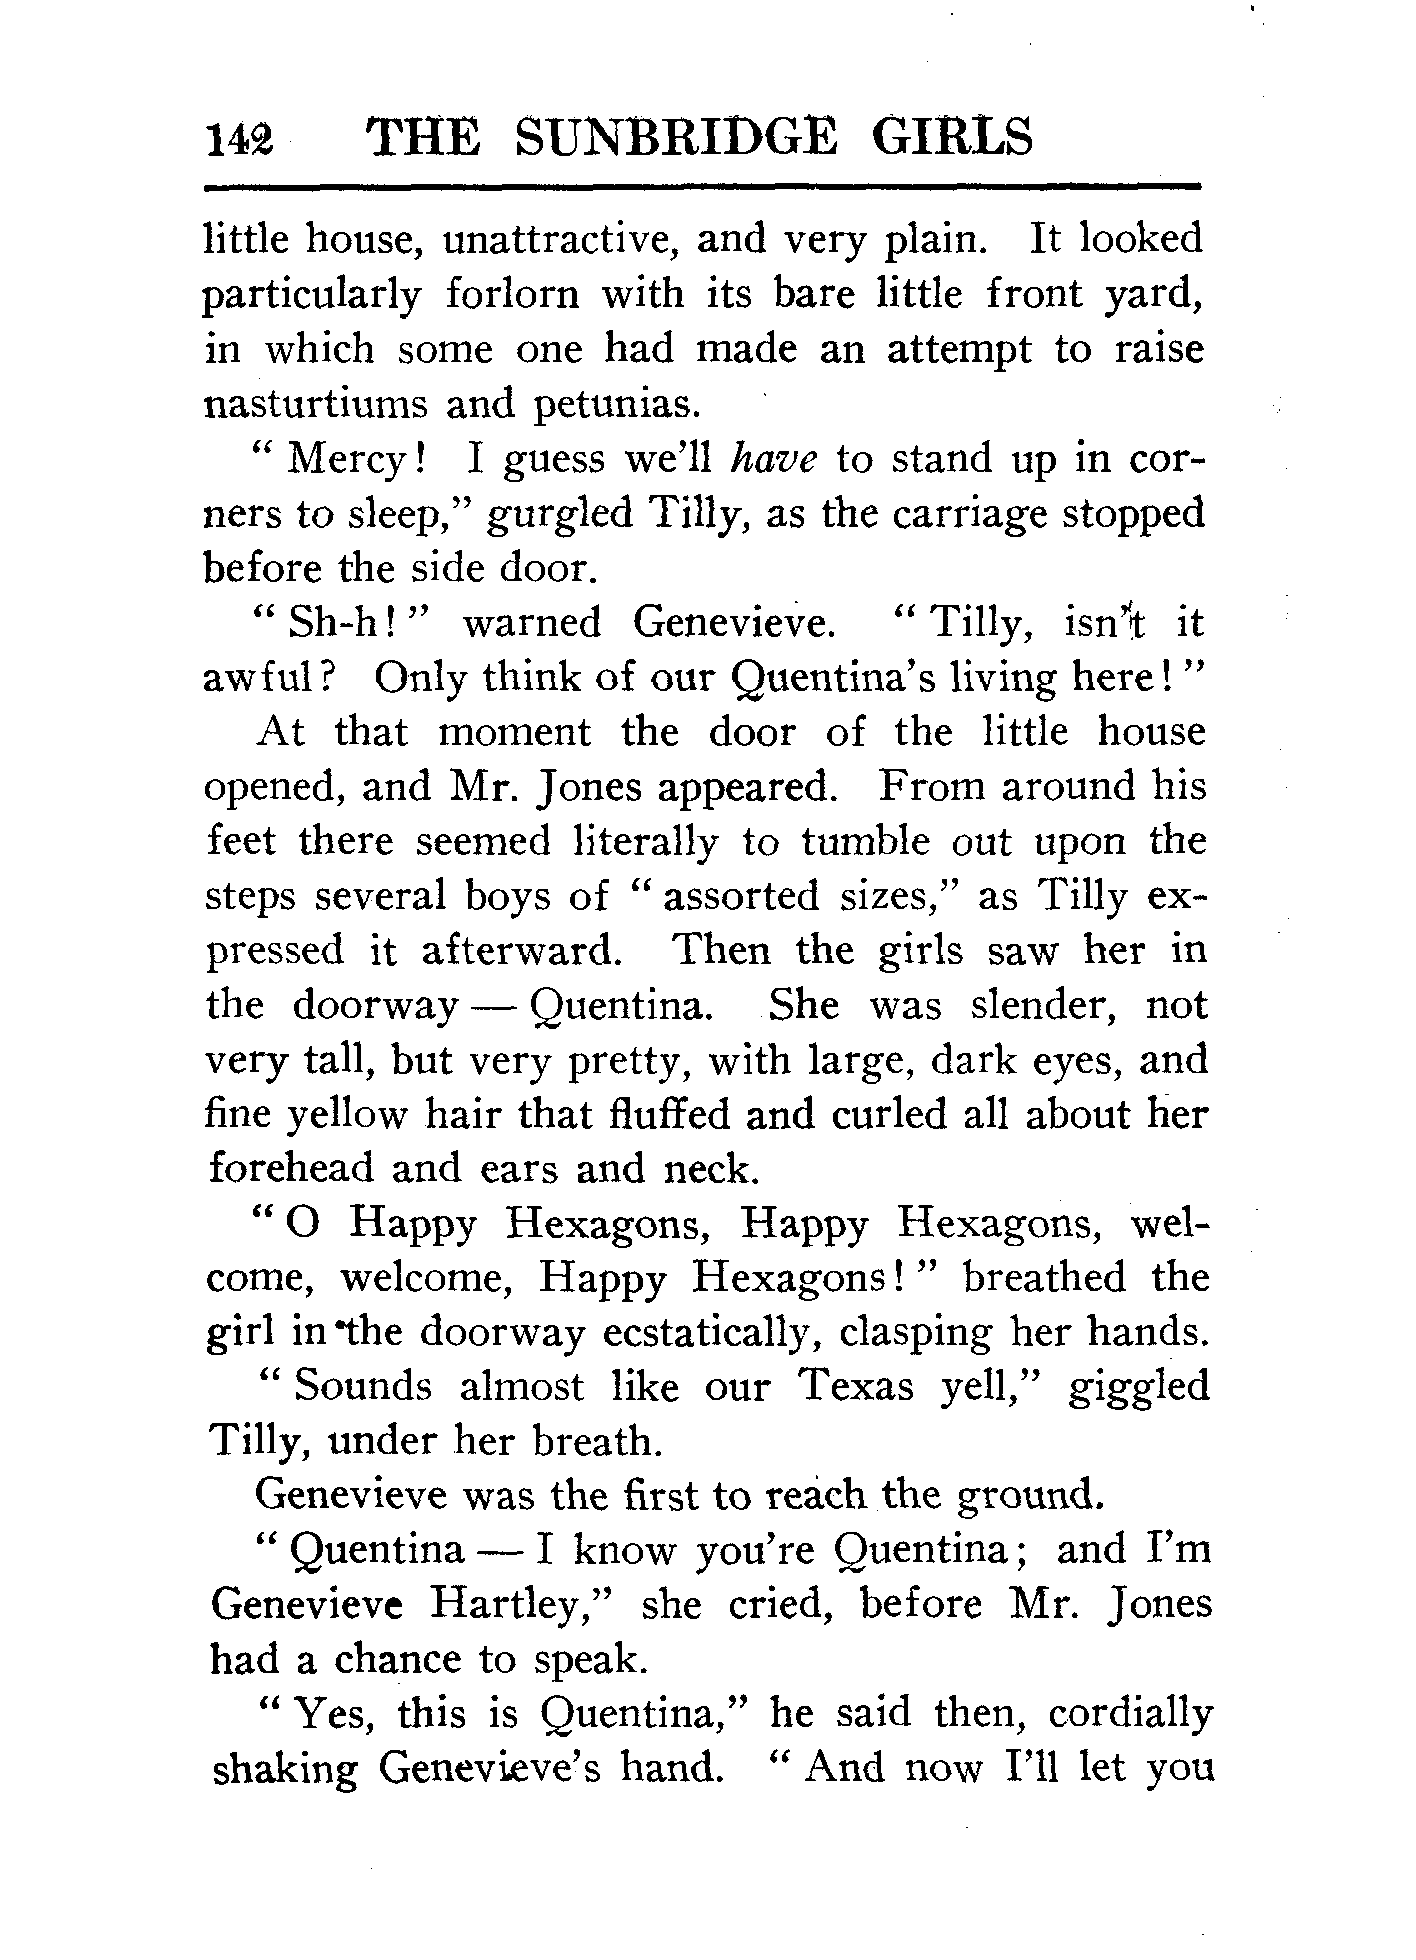 142 THE SUNBRIDGE GIRLS
little house, unattractive, and very plain. It looked
particularly forlorn with its bare little front yard,
in which some one had made an attempt to raise
nasturtiums and petunias.
“ Mercy! I guess we’ll have to stand up in cor-
ners to sleep,” gurgled Tilly, as the carriage stopped
before the side door.
“ Sh-h! ” warned Genevieve. “ Tilly, isn’t it
awful? Only think of our Quentina’s living here! ”
At that moment the door of the little house
opened, and Mr. Jones appeared. From around his
feet there seemed literally to tumble out upon the
steps several boys of “ assorted sizes,” as Tilly ex-
pressed it afterward. Then the girls saw her in
the doorway — Quentina. She was slender, not
very tall, but very pretty, with large, dark eyes, and
fine yellow hair that fluffed and curled all about her
forehead and ears and neck.
“ O Happy Hexagons, Happy Hexagons, wel-
come, welcome, Happy Hexagons! ” breathed the
girl in the doorway ecstatically, clasping her hands.
“ Sounds almost like our Texas yell,” giggled
Tilly, under her breath.
Genevieve was the first to reach the ground.
“ Quentina — I know you’re Quentina; and I’m
Genevieve Hartley,” she cried, before Mr. Jones
had a chance to speak.
“ Yes, this is Quentina,” he said then, cordially
shaking Genevieve’s hand. “ And now I’ll let you